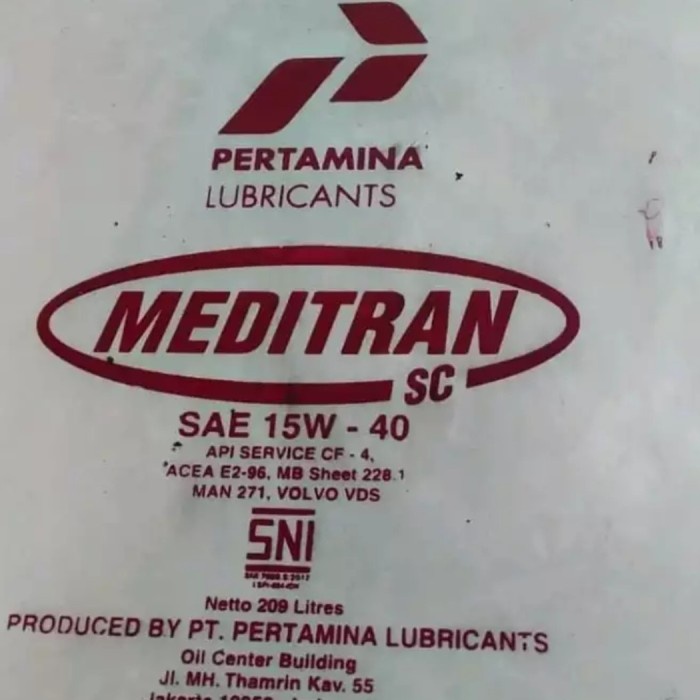 PERTAMINA
LUBRICANTS
MEDITRAN
SC
SAE 15W - 40
API SERVICE CF - 4,
ACEA E2-96, MB Sheet 228.1
MAN 271, VOLVO VDS
SNI
Netto 209 Litres
PRODUCED BY PT. PERTAMINA LUBRICANTS
Oil Center Building
Jl. MH. Thamrin Kav. 55
Jakarta